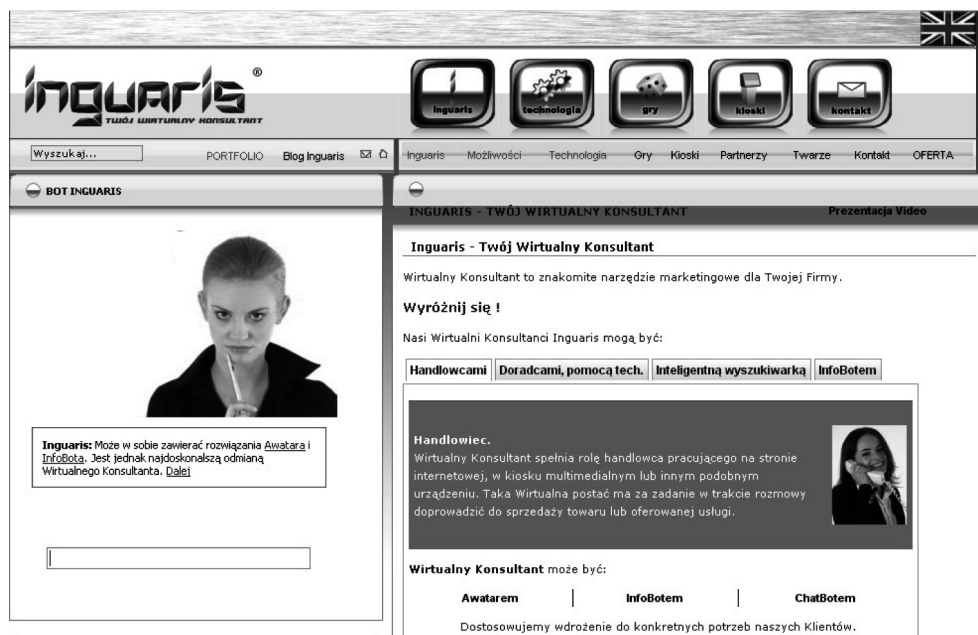 inguaris ®
TWÓJ WIRTUALNY KONSULTANT
inguaris
technologia
gry
kioski
kontakt
Wyszukaj...
PORTFOLIO
Blog Inguaris
Inguaris
Możliwości
Technologia
Gry
Kioski
Partnerzy
Twarze
Kontakt
OFERTA
BOT INGUARIS
Inguaris: Może w sobie zawierać rozwiązania Awatara i
InfoBota. Jest jednak najdoskonalszą odmianą
Wirtualnego Konsultanta. Dalej
INGUARIS - TWÓJ WIRTUALNY KONSULTANT
Prezentacja Video
Inguaris - Twój Wirtualny Konsultant
Wirtualny Konsultant to znakomite narzędzie marketingowe dla Twojej Firmy.
Wyróżnij się !
Nasi Wirtualni Konsultanci Inguaris mogą być:
Handlowcami
Doradcami, pomocą tech.
Inteligentną wyszukiwarką
InfoBotem
Handlowiec.
Wirtualny Konsultant spełnia rolę handlowca pracującego na stronie
internetowej, w kiosku multimedialnym lub innym podobnym
urządzeniu. Taka Wirtualna postać ma za zadanie w trakcie rozmowy
doprowadzić do sprzedaży towaru lub oferowanej usługi.
Wirtualny Konsultant może być:
Awatarem
InfoBotem
ChatBotem
Dostosowujemy wdrożenie do konkretnych potrzeb naszych Klientów.